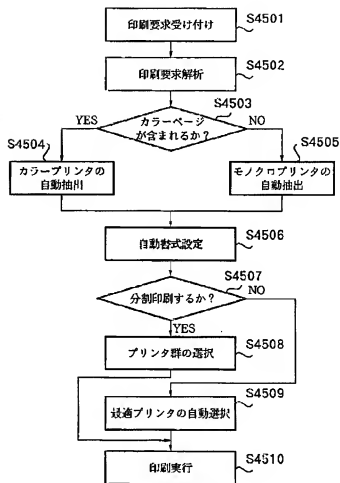 印刷要求受け付け
S4501
印刷要求解析
S4502
S4503
カラーページ
が含まれるか?
YES
NO
S4504
カラープリンタの
自動抽出
S4505
モノクロプリンタの
自動抽出
自動書式設定
S4506
S4507
分割印刷するか?
NO
YES
プリンタ群の選択
S4508
最適プリンタの自動選択
S4509
印刷実行
S4510